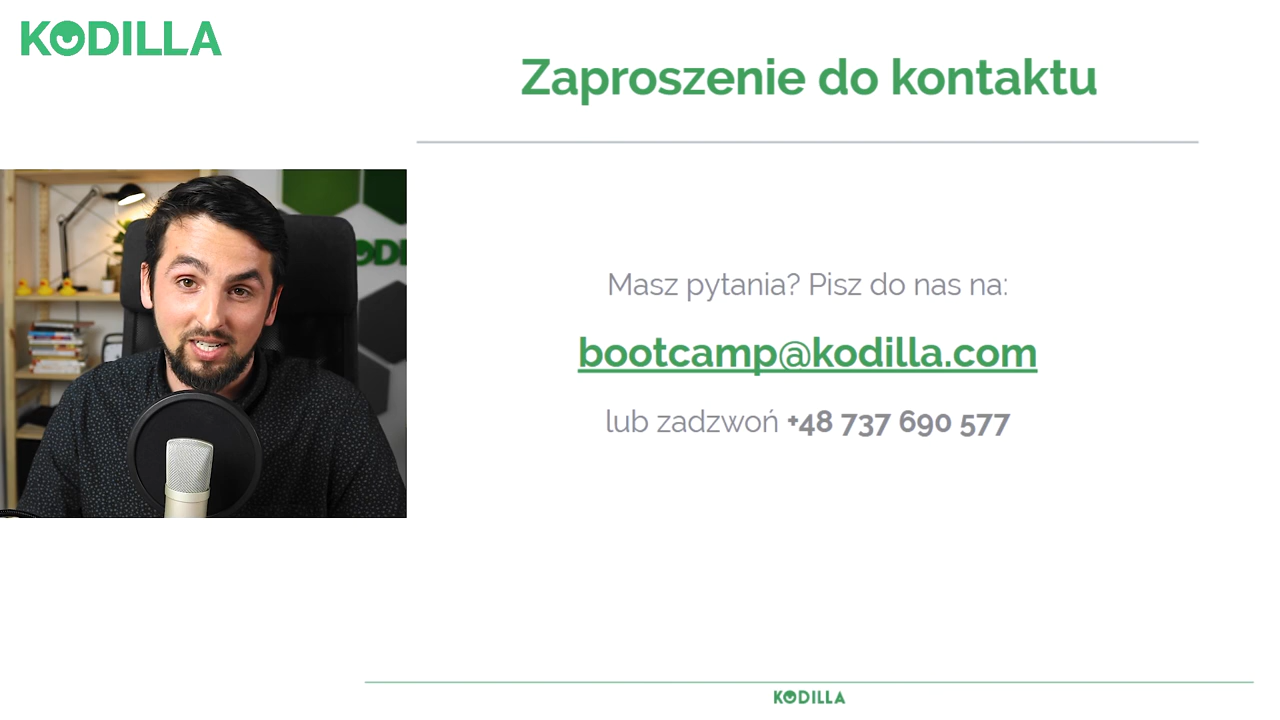 KODILLA
Zaproszenie do kontaktu
Masz pytania? Pisz do nas na:
bootcamp@kodilla.com
lub zadzwoń +48 737 690 577
KODILLA